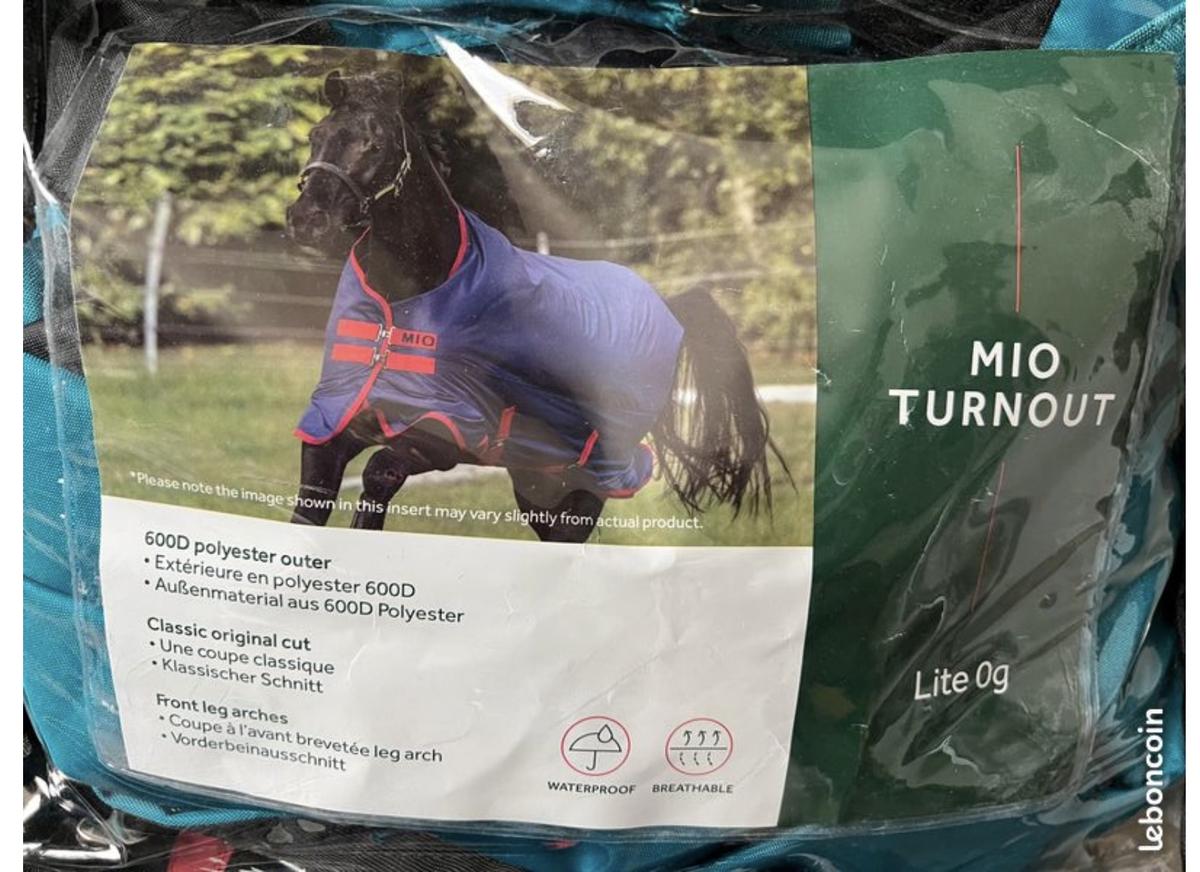 MIO
*Please note the image shown in this insert may vary slightly from actual product.
600D polyester outer
• Extérieure en polyester 600D
• Außenmaterial aus 600D Polyester
Classic original cut
• Une coupe classique
• Klassischer Schnitt
Front leg arches
• Coupe à l'avant brevetée leg arch
• Vorderbeinausschnitt
WATERPROOF
BREATHABLE
MIO
TURNOUT
Lite 0g
leboncoin